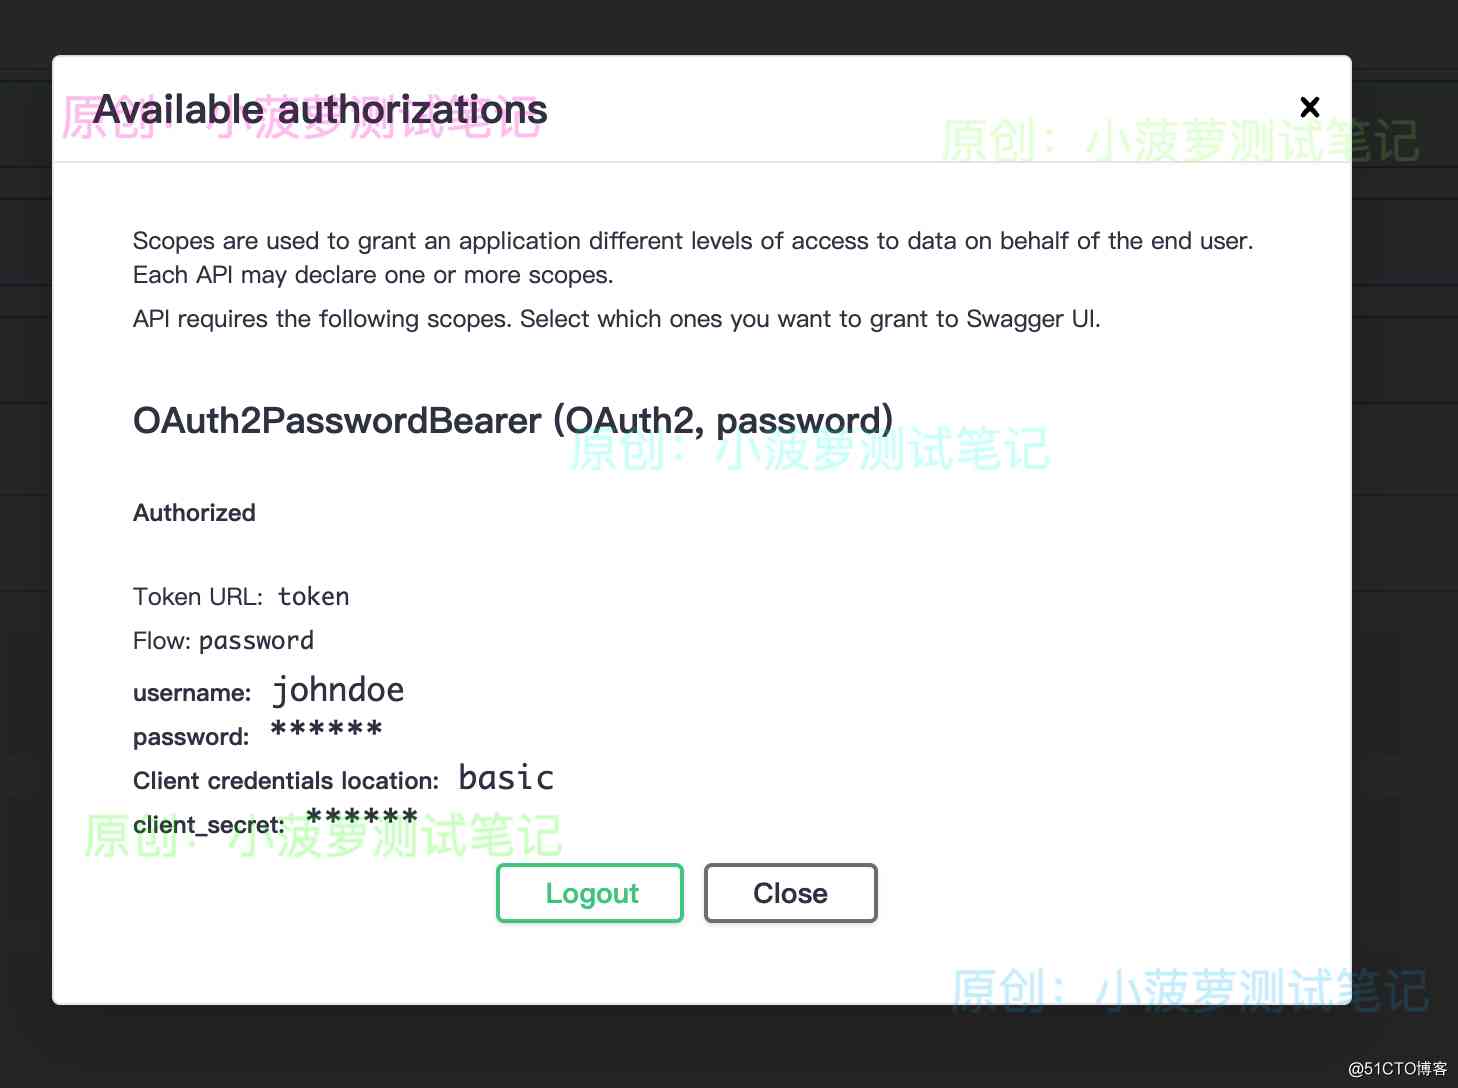 Available authorizations
原创：小菠萝测试笔记
原创：小菠萝测试笔记
Scopes are used to grant an application different levels of access to data on behalf of the end user.
Each API may declare one or more scopes.
API requires the following scopes. Select which ones you want to grant to Swagger UI.
OAuth2PasswordBearer (OAuth2, password)
原创：小菠萝测试笔记
Authorized
Token URL: token
Flow: password
username: johndoe
password: ******
Client credentials location: basic
client_secret: ******
原创：小菠萝测试笔记
Logout Close
原创：小菠萝测试笔记
@51CTO博客